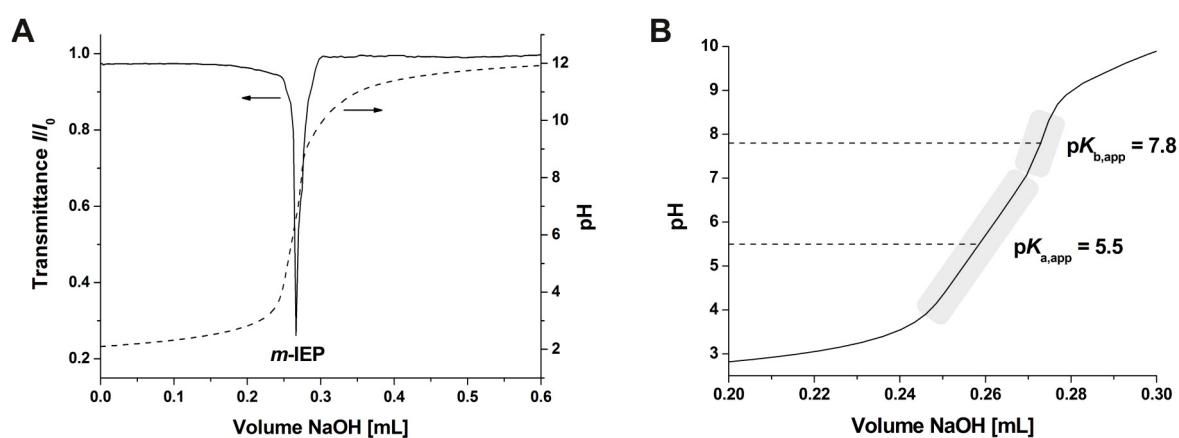 A
Transmittance I/I0
1.0
0.8
0.6
0.4
0.2
12
10
8
6
4
2
pH
m-IEP
0.0 0.1 0.2 0.3 0.4 0.5 0.6
Volume NaOH [mL]
B
pH
10
9
8
7
6
5
4
3
pKb,app = 7.8
pKa,app = 5.5
0.20 0.22 0.24 0.26 0.28 0.30
Volume NaOH [mL]